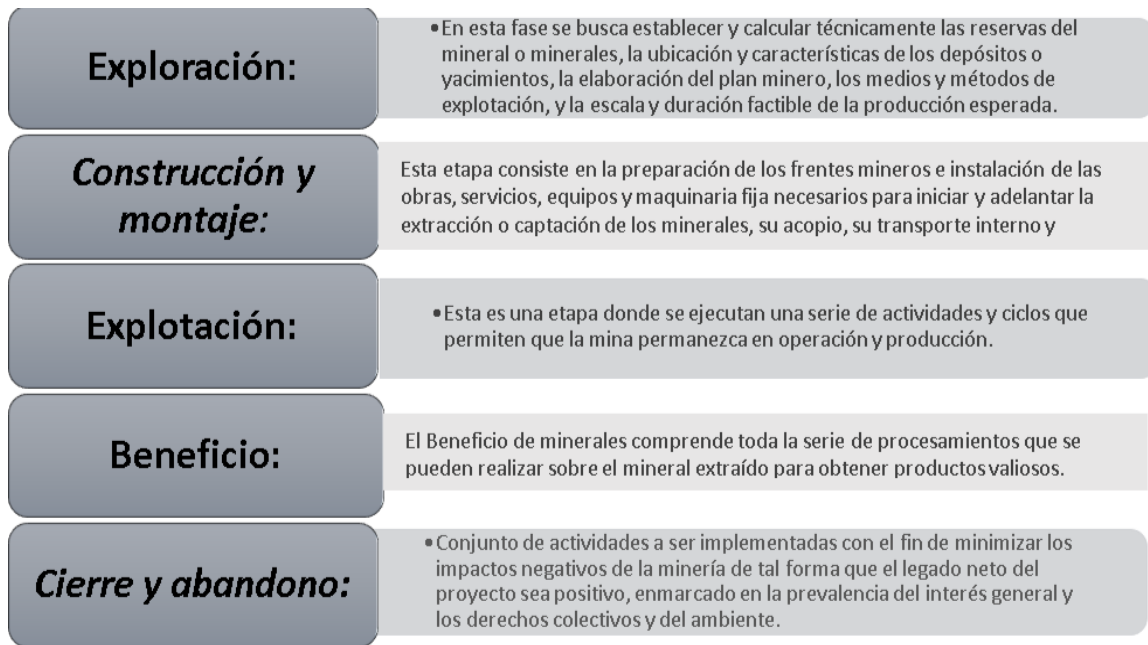 Exploración:
•En esta fase se busca establecer y calcular técnicamente las reservas del
mineral o minerales, la ubicación y características de los depósitos o
yacimientos, la elaboración del plan minero, los medios y métodos de
explotación, y la escala y duración factible de la producción esperada.
Construcción y
montaje:
Esta etapa consiste en la preparación de los frentes mineros e instalación de las
obras, servicios, equipos y maquinaria fija necesarios para iniciar y adelantar la
extracción o captación de los minerales, su acopio, su transporte interno y
Explotación:
•Esta es una etapa donde se ejecutan una serie de actividades y ciclos que
permiten que la mina permanezca en operación y producción.
Beneficio:
El Beneficio de minerales comprende toda la serie de procesamientos que se
pueden realizar sobre el mineral extraído para obtener productos valiosos.
Cierre y abandono:
•Conjunto de actividades a ser implementadas con el fin de minimizar los
impactos negativos de la minería de tal forma que el legado neto del
proyecto sea positivo, enmarcado en la prevalencia del interés general y
los derechos colectivos y del ambiente.